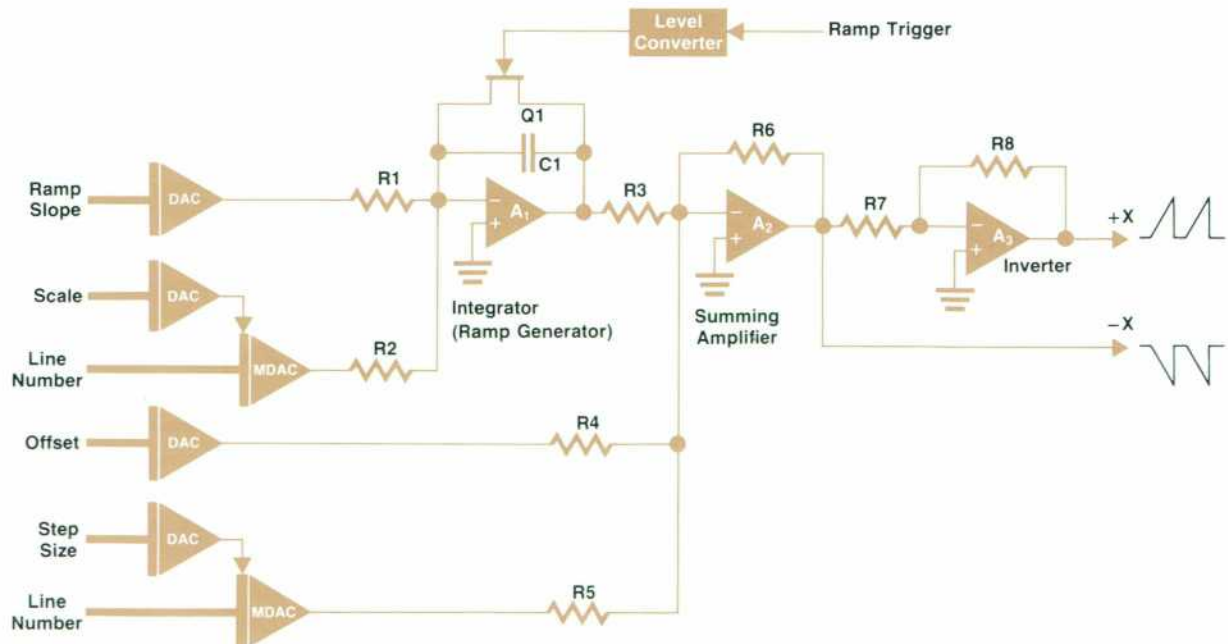 Level
Converter
Ramp Trigger
Q1
C1
R6
R8
Ramp
Slope
DAC
R1
A1
R3
A2
R7
A3
+X
Inverter
Scale
DAC
Integrator
(Ramp Generator)
Summing
Amplifier
Line
Number
MDAC
R2
−X
Offset
DAC
R4
Step
Size
DAC
Line
Number
MDAC
R5